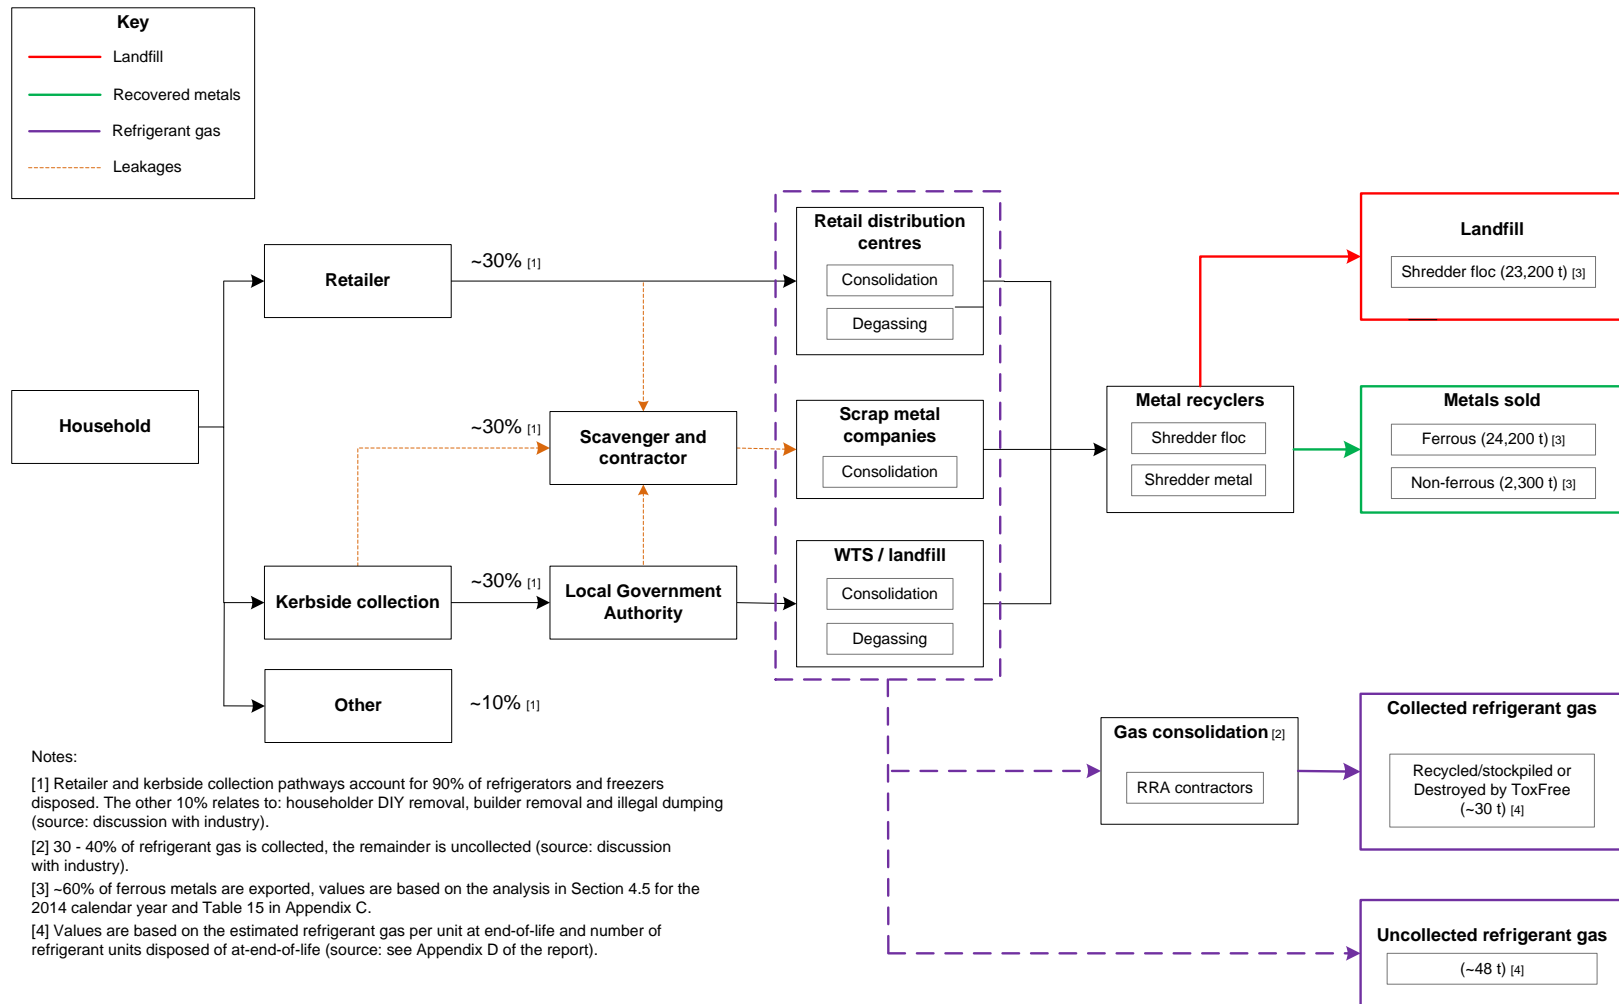 Key
Landfill
Recovered metals
Refrigerant gas
Leakages
Household
Retailer
~30% [1]
~30% [1]
Scavenger and
contractor
Kerbside collection
~30% [1]
Local Government
Authority
Other
~10% [1]
Retail distribution
centres
Consolidation
Degassing
Scrap metal
companies
Consolidation
WTS / landfill
Consolidation
Degassing
Metal recyclers
Shredder floc
Shredder metal
Landfill
Shredder floc (23,200 t) [3]
Metals sold
Ferrous (24,200 t) [3]
Non-ferrous (2,300 t) [3]
Gas consolidation [2]
RRA contractors
Collected refrigerant gas
Recycled/stockpiled or
Destroyed by ToxFree
(~30 t) [4]
Uncollected refrigerant gas
(~48 t) [4]
Notes:
[1] Retailer and kerbside collection pathways account for 90% of refrigerators and freezers
disposed. The other 10% relates to: householder DIY removal, builder removal and illegal dumping
(source: discussion with industry).
[2] 30 - 40% of refrigerant gas is collected, the remainder is uncollected (source: discussion
with industry).
[3] ~60% of ferrous metals are exported, values are based on the analysis in Section 4.5 for the
2014 calendar year and Table 15 in Appendix C.
[4] Values are based on the estimated refrigerant gas per unit at end-of-life and number of
refrigerant units disposed of at-end-of-life (source: see Appendix D of the report).